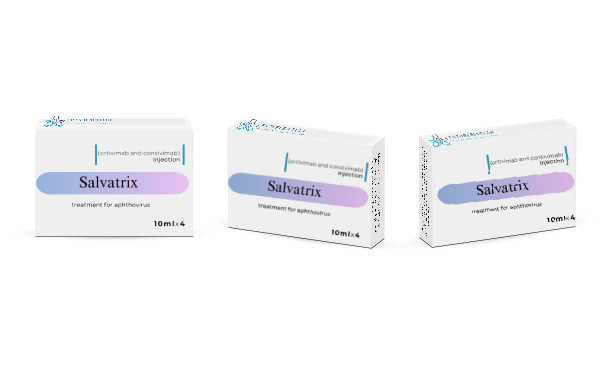 (ortivimab and consivimab)
Injection
Salvatrix
treatment for aphthovirus
10ml×4
(ortivimab and consivimab)
Injection
Salvatrix
treatment for aphthovirus
10ml×4
(ortivimab and consivimab)
Injection
Salvatrix
treatment for aphthovirus
10ml×4